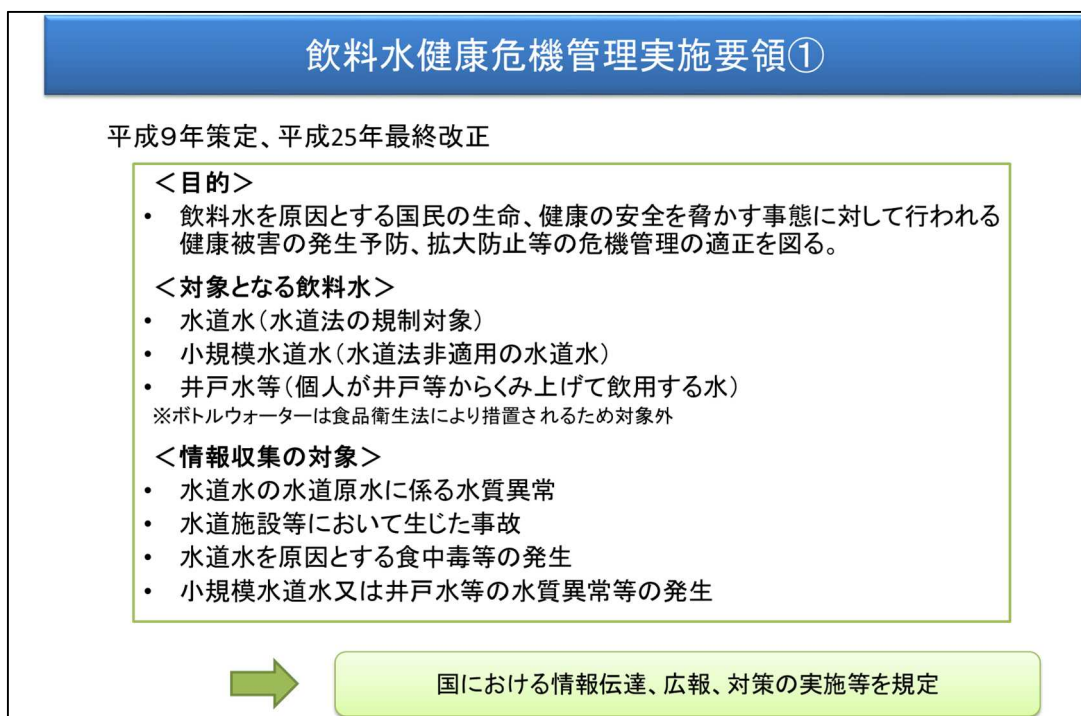 飲料水健康危機管理実施要領①
平成９年策定、平成25年最終改正
＜目的＞
• 飲料水を原因とする国民の生命、健康の安全を脅かす事態に対して行われる
健康被害の発生予防、拡大防止等の危機管理の適正を図る。
＜対象となる飲料水＞
• 水道水（水道法の規制対象）
• 小規模水道水（水道法非適用の水道水）
• 井戸水等（個人が井戸等からくみ上げて飲用する水）
※ボトルウォーターは食品衛生法により措置されるため対象外
＜情報収集の対象＞
• 水道水の水道原水に係る水質異常
• 水道施設等において生じた事故
• 水道水を原因とする食中毒等の発生
• 小規模水道水又は井戸水等の水質異常等の発生
国における情報伝達、広報、対策の実施等を規定